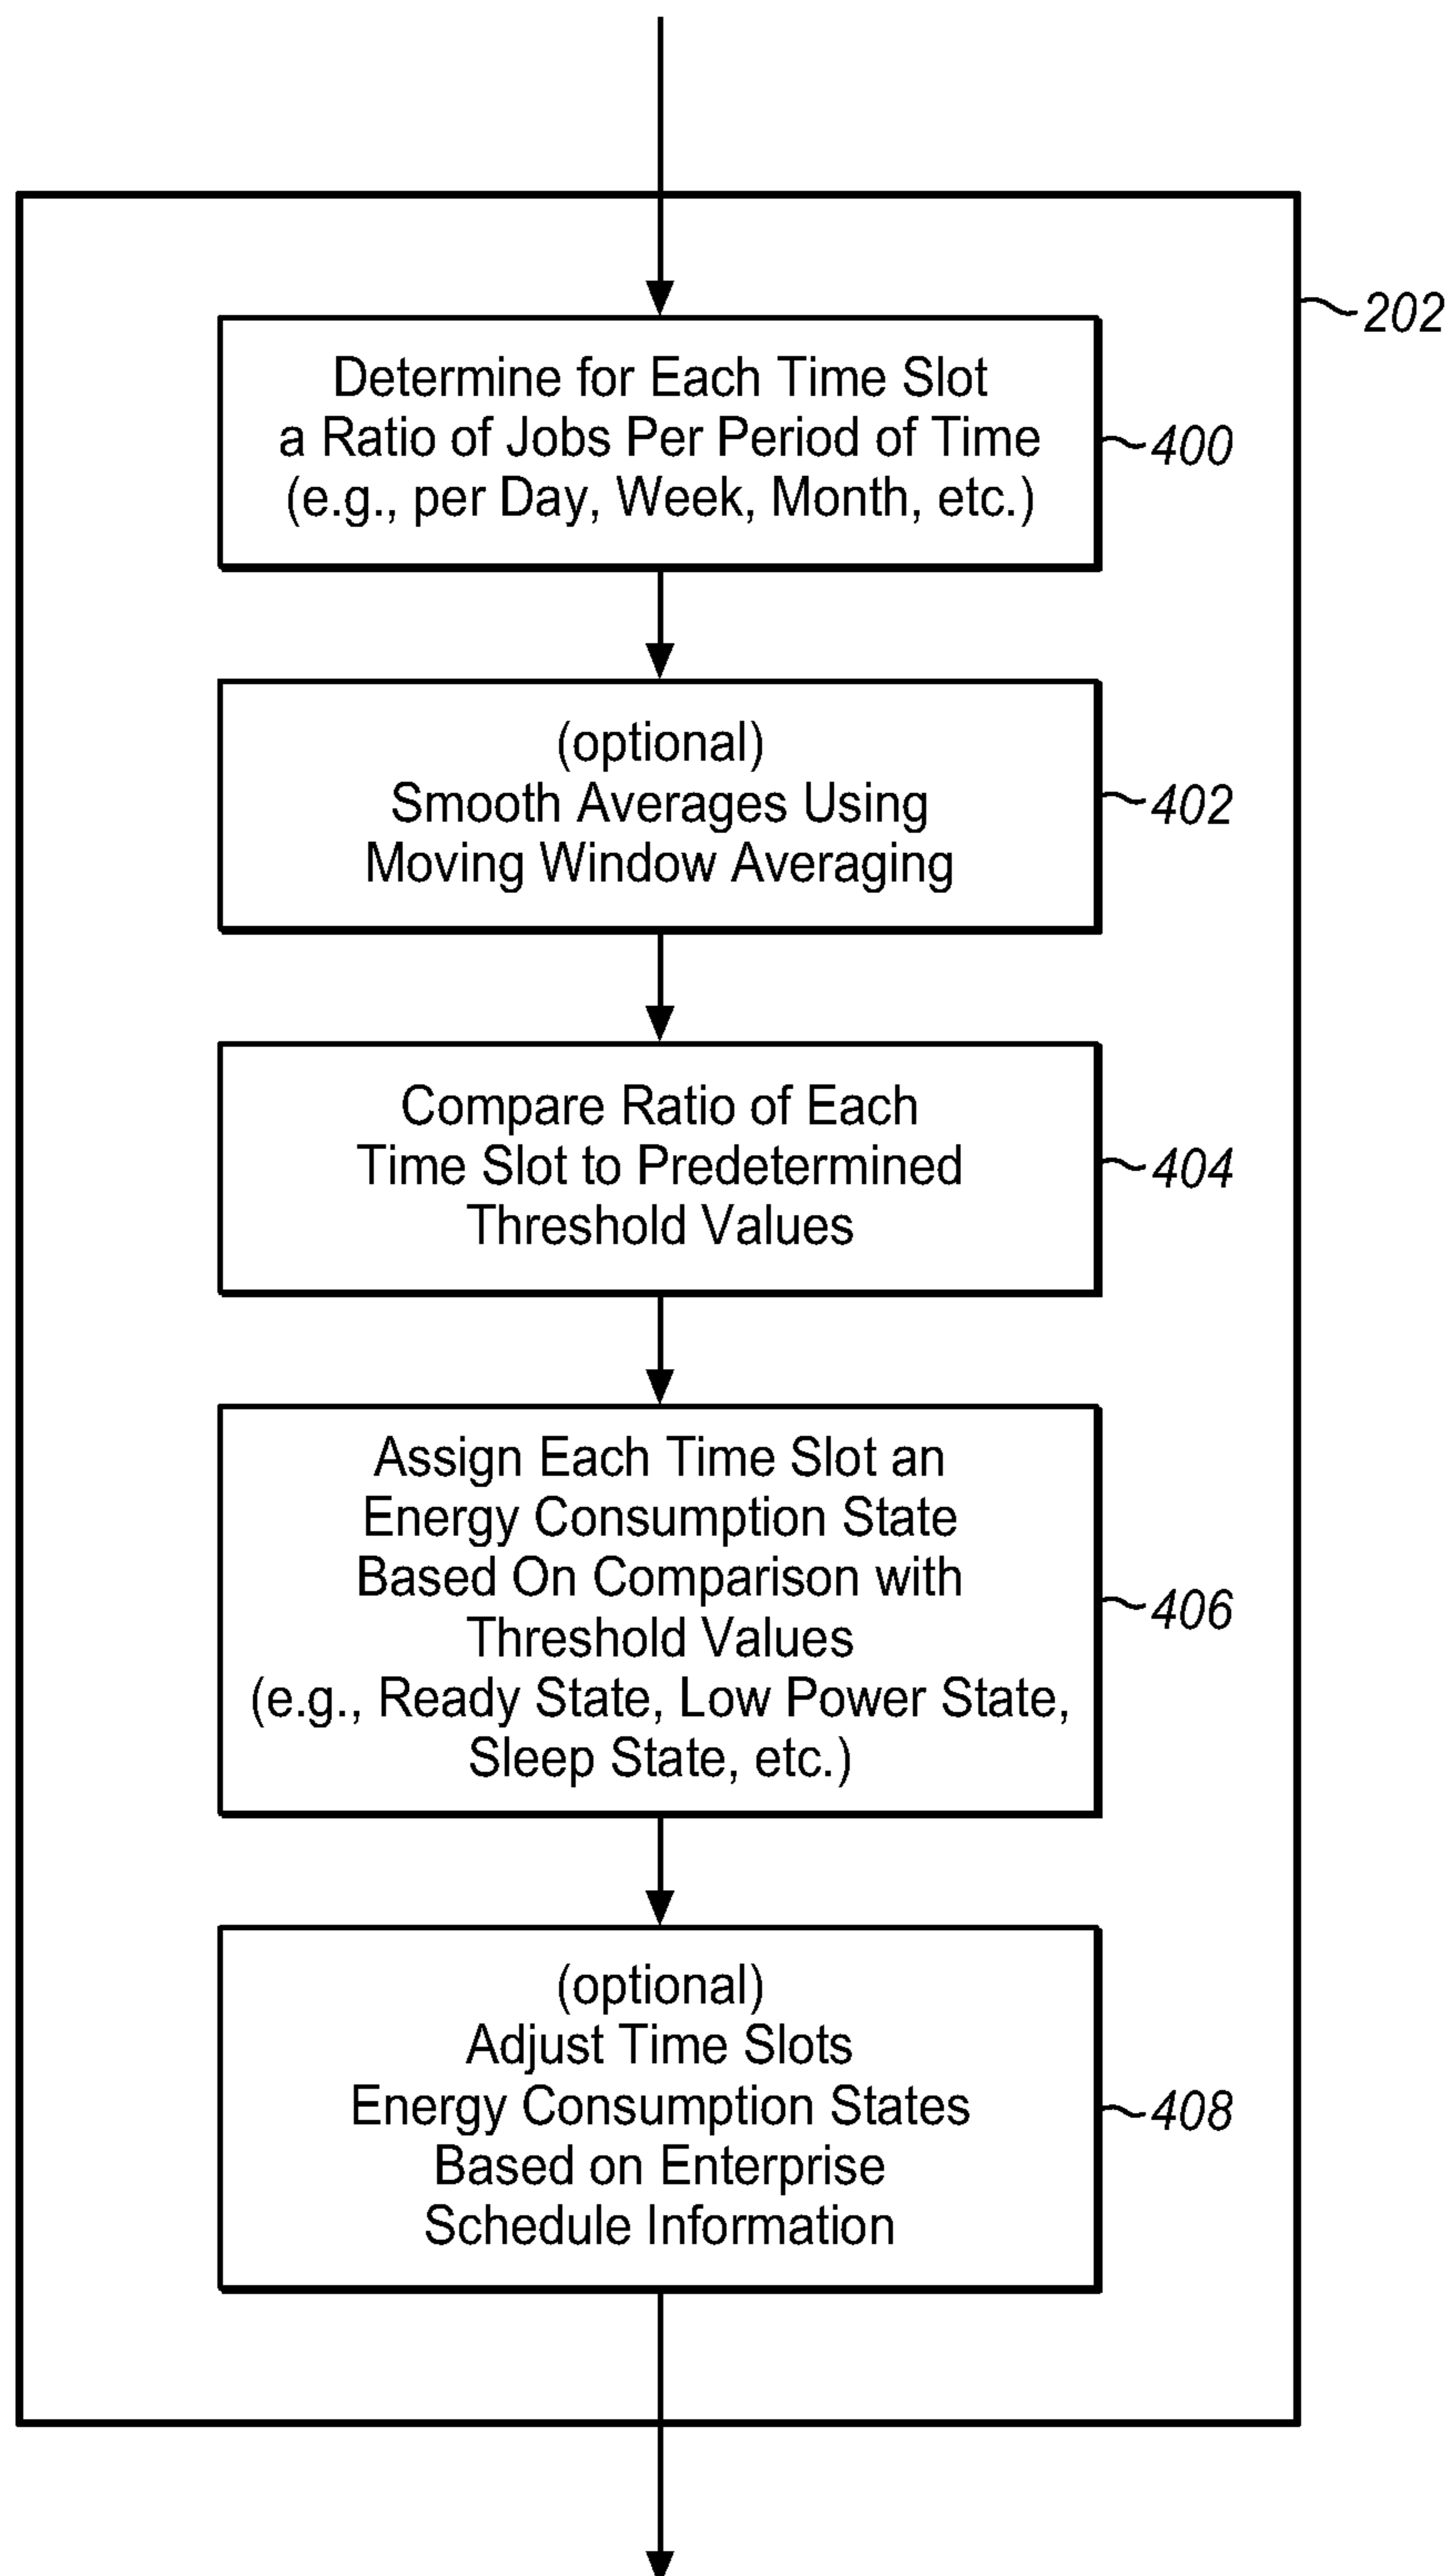 202
Determine for Each Time Slot
a Ratio of Jobs Per Period of Time
(e.g., per Day, Week, Month, etc.)
400
(optional)
Smooth Averages Using
Moving Window Averaging
402
Compare Ratio of Each
Time Slot to Predetermined
Threshold Values
404
Assign Each Time Slot an
Energy Consumption State
Based On Comparison with
Threshold Values
(e.g., Ready State, Low Power State,
Sleep State, etc.)
406
(optional)
Adjust Time Slots
Energy Consumption States
Based on Enterprise
Schedule Information
408